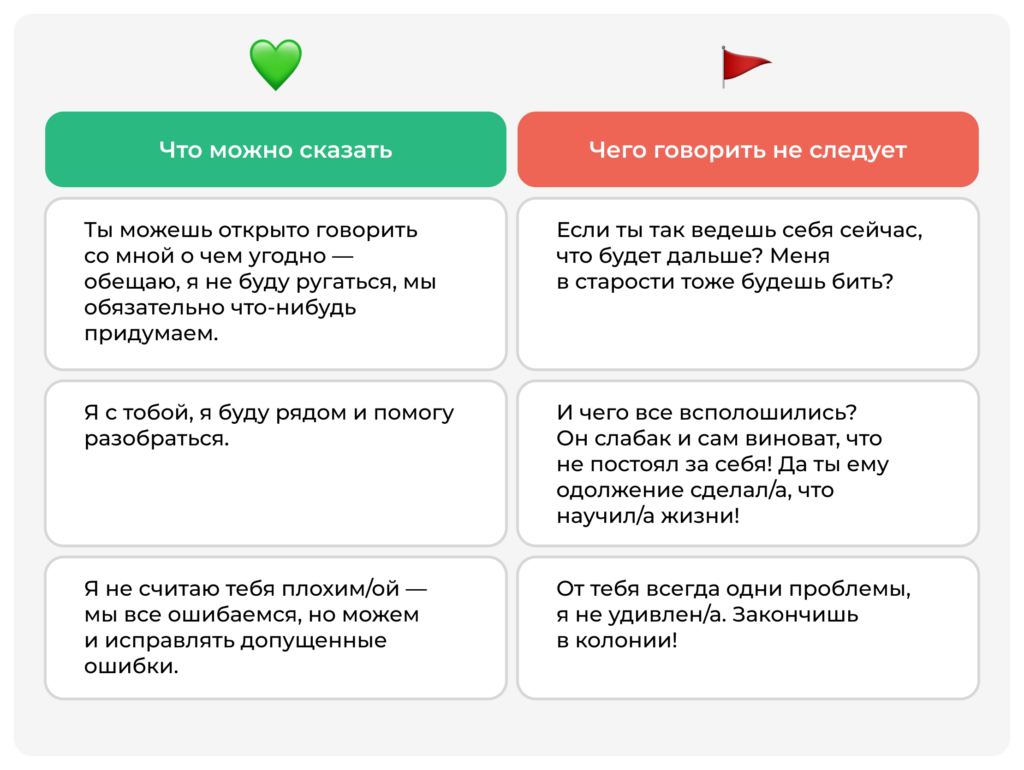 Что можно сказать
Чего говорить не следует
Ты можешь открыто говорить
со мной о чем угодно —
обещаю, я не буду ругаться, мы
обязательно что-нибудь
придумаем.
Если ты так ведешь себя сейчас,
что будет дальше? Меня
в старости тоже будешь бить?
Я с тобой, я буду рядом и помогу
разобраться.
И чего все всполошились?
Он слабак и сам виноват, что
не постоял за себя! Да ты ему
одолжение сделал/а, что
научил/а жизни!
Я не считаю тебя плохим/ой —
мы все ошибаемся, но можем
и исправлять допущенные
ошибки.
От тебя всегда одни проблемы,
я не удивлен/а. Закончишь
в колонии!